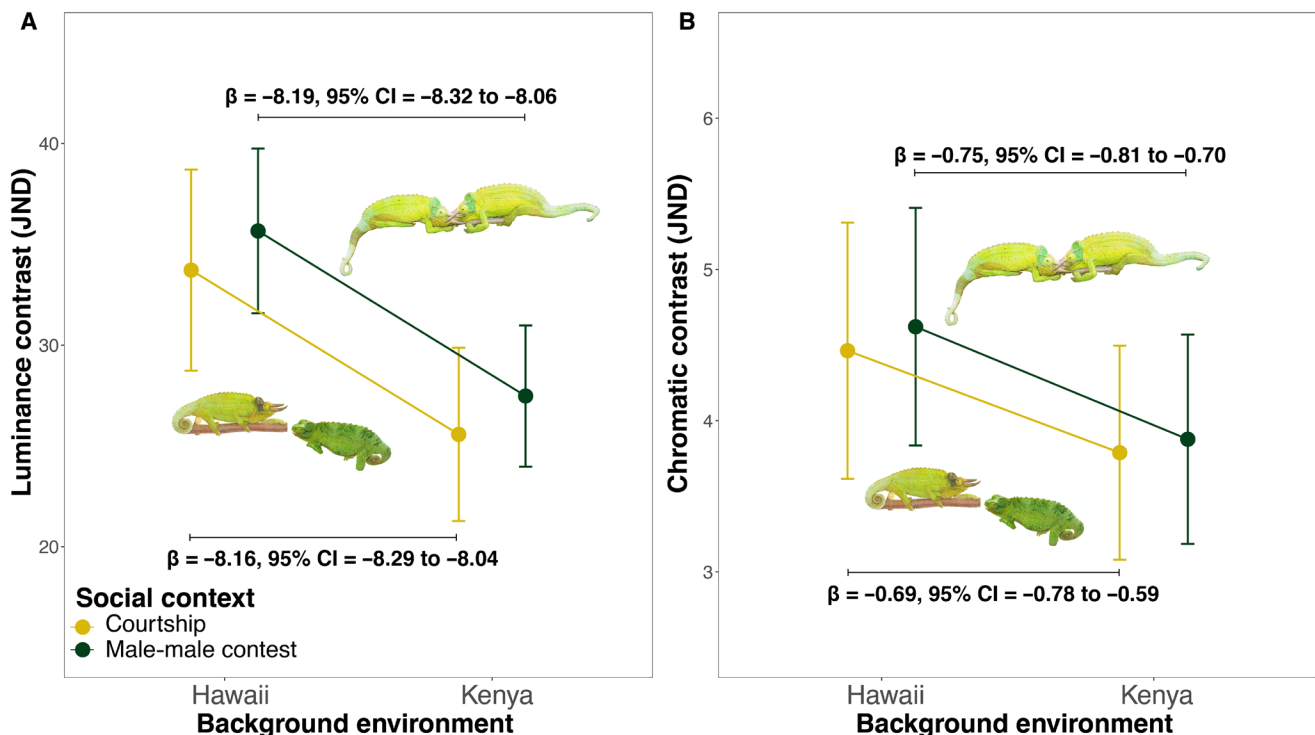 A
β = −8.19, 95% CI = −8.32 to −8.06
40
30
20
Luminance contrast (JND)
β = −8.16, 95% CI = −8.29 to −8.04
Social context
Courtship
Male-male contest
Hawaii
Kenya
Background environment
B
β = −0.75, 95% CI = −0.81 to −0.70
6
5
4
3
Chromatic contrast (JND)
β = −0.69, 95% CI = −0.78 to −0.59
Hawaii
Kenya
Background environment